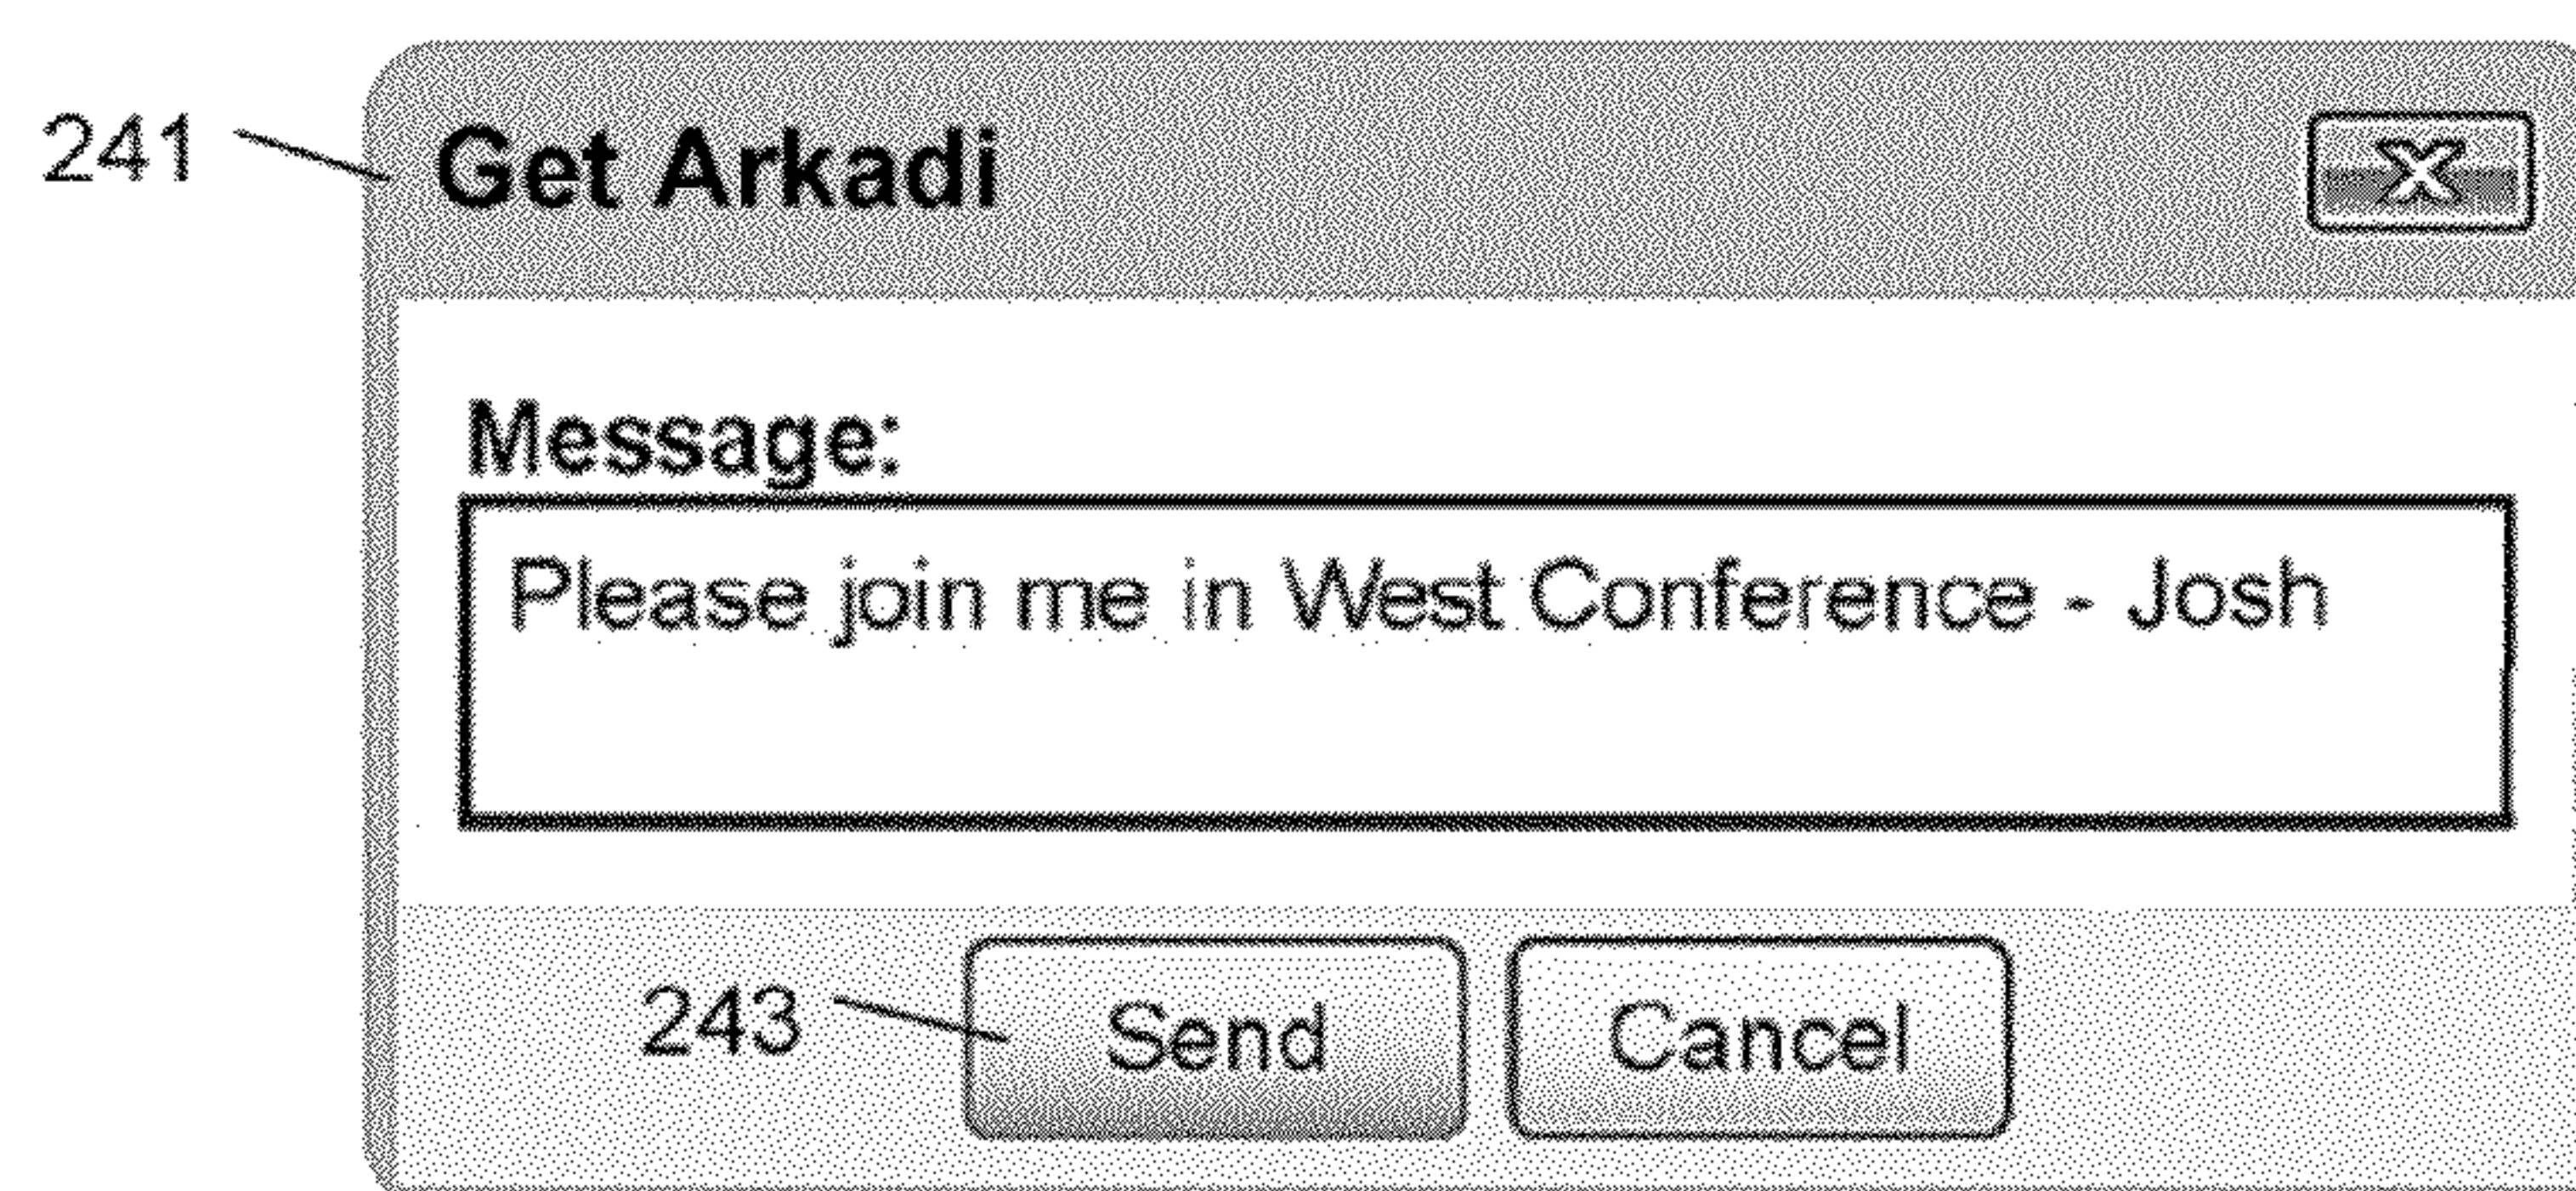 241 Get Arkadi X
Message:
Please join me in West Conference - Josh
243 Send Cancel